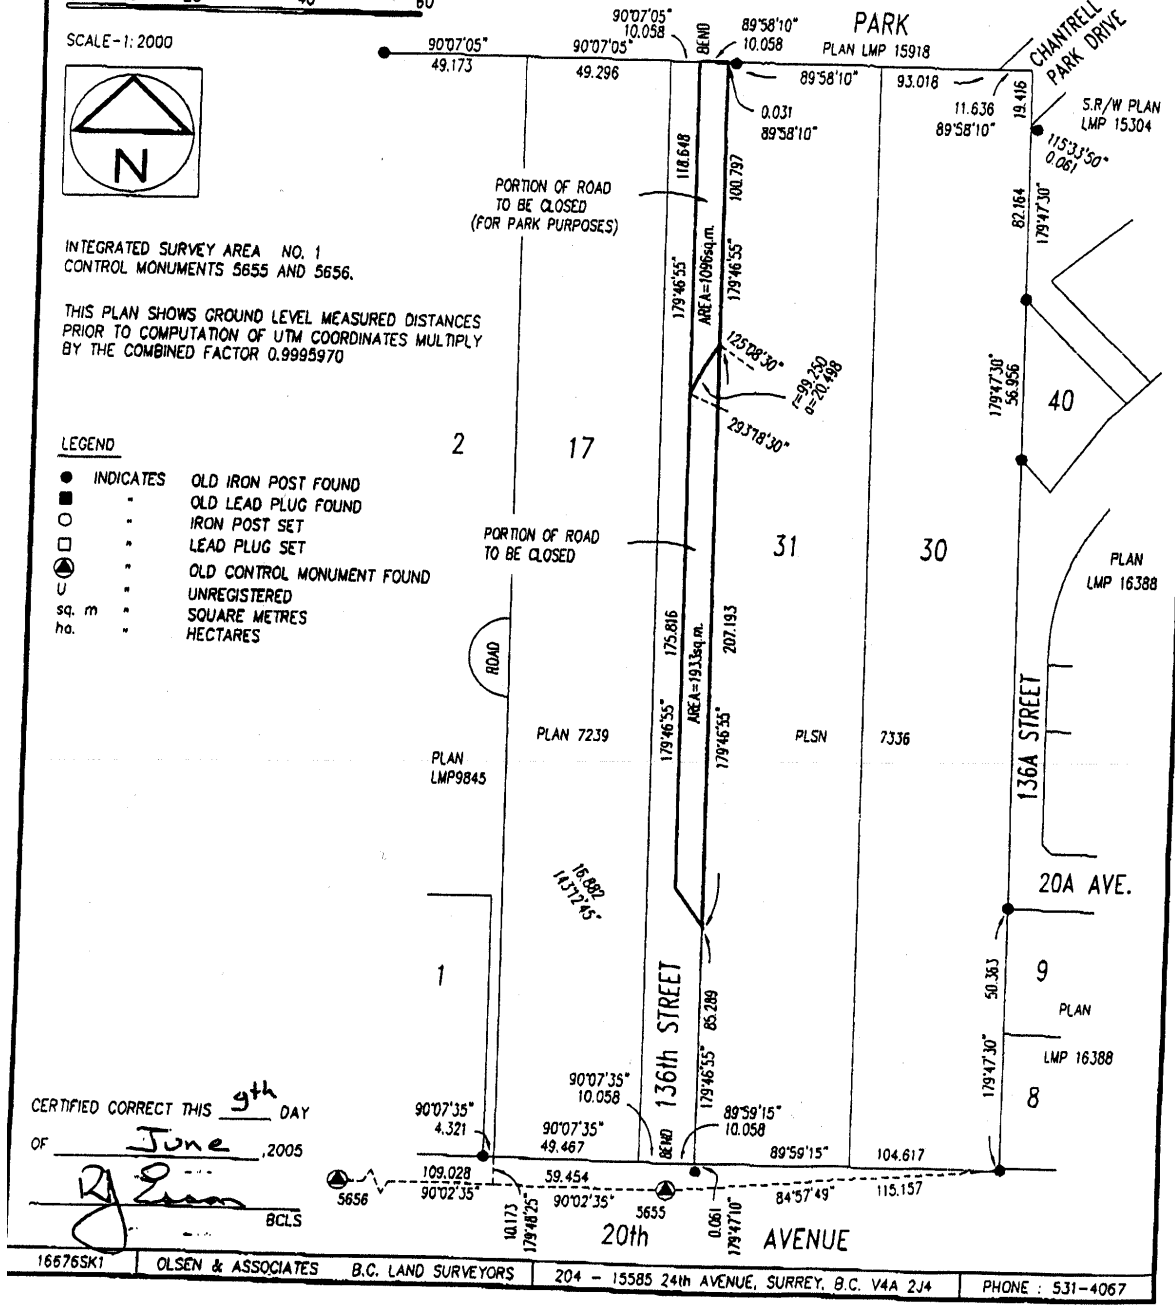 20
40
60
SCALE-1: 2000
N
INTEGRATED SURVEY AREA NO. 1
CONTROL MONUMENTS 5655 AND 5656.
THIS PLAN SHOWS GROUND LEVEL MEASURED DISTANCES
PRIOR TO COMPUTATION OF UTM COORDINATES MULTIPLY
BY THE COMBINED FACTOR 0.9995970
LEGEND
INDICATES OLD IRON POST FOUND
" OLD LEAD PLUG FOUND
" IRON POST SET
" LEAD PLUG SET
" OLD CONTROL MONUMENT FOUND
U " UNREGISTERED
sq. m " SQUARE METRES
ha. " HECTARES
90°07'05"
49.173
90°07'05"
49.296
90°07'05"
10.058
BEND
89°58'10"
10.058
PARK
PLAN LMP 15918
89°58'10"
93.018
CHANTRELL
PARK DRIVE
0.031
89°58'10"
11.636
89°58'10"
19.416
S.R/W PLAN
LMP 15304
115°33'50"
0.061
118.648
179°46'55"
PORTION OF ROAD
TO BE CLOSED
(FOR PARK PURPOSES)
AREA=1096sq.m.
100.797
179°46'55"
82.164
179°47'30"
125°08'30"
r=99.250
a=20.498
293°18'30"
179°47'30"
56.956
40
2
17
31
30
PORTION OF ROAD
TO BE CLOSED
PLAN
LMP 16388
ROAD
175.816
179°46'55"
AREA=1933sq.m.
207.193
179°46'55"
PLAN 7239
PLSN
7336
PLAN
LMP9845
136A STREET
16.882
143°12'45"
20A AVE.
1
136th STREET
85.289
179°46'55"
50.363
179°47'30"
9
PLAN
LMP 16388
8
90°07'35"
4.321
90°07'35"
49.467
90°07'35"
10.058
BEND
89°59'15"
10.058
89°59'15"
104.617
5656
109.028
90°02'35"
10.173
179°48'25"
59.454
90°02'35"
5655
0.061
179°47'10"
84°57'49"
115.157
20th AVENUE
CERTIFIED CORRECT THIS 9th DAY
OF June ,2005
BCLS
16676SK1
OLSEN & ASSOCIATES B.C. LAND SURVEYORS
204 - 15585 24th AVENUE, SURREY, B.C. V4A 2J4
PHONE : 531-4067